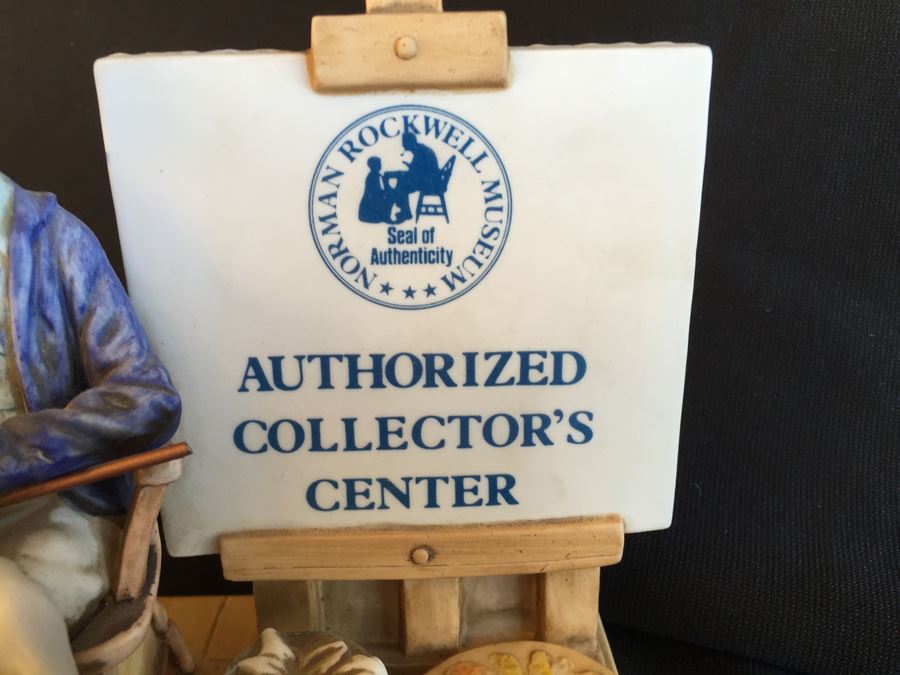 NORMAN ROCKWELL MUSEUM
Seal of
Authenticity
AUTHORIZED
COLLECTOR'S
CENTER